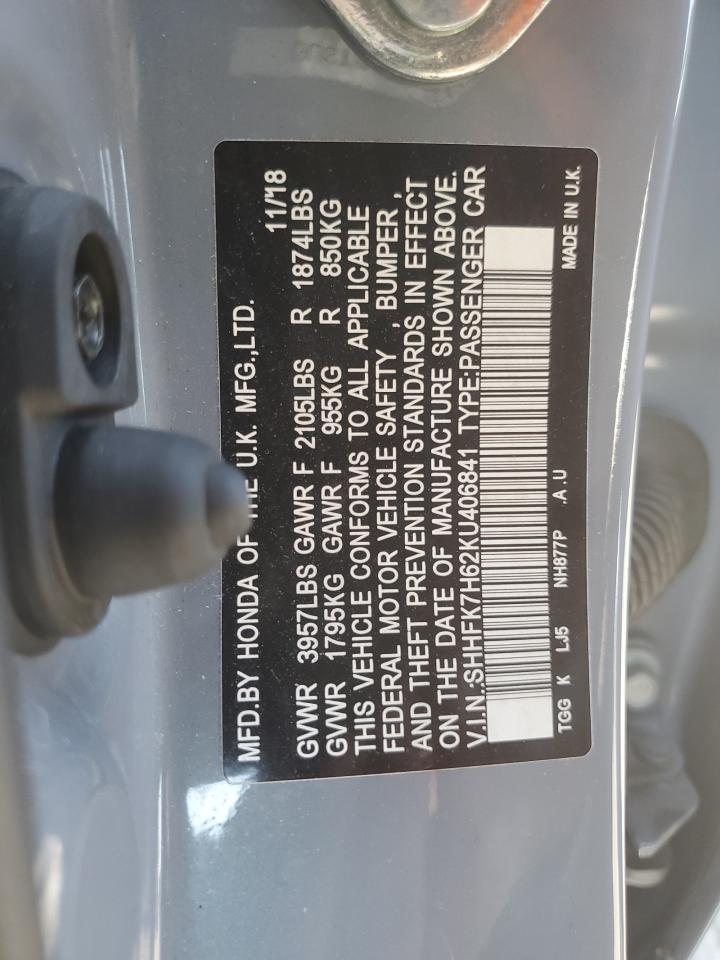 MFD.BY HONDA OF THE U.K. MFG.,LTD.
11/18
GVWR 3957LBS GAWR F 2105LBS R 1874LBS
GVWR 1795KG GAWR F 955KG R 850KG
THIS VEHICLE CONFORMS TO ALL APPLICABLE
FEDERAL MOTOR VEHICLE SAFETY , BUMPER ,
AND THEFT PREVENTION STANDARDS IN EFFECT
ON THE DATE OF MANUFACTURE SHOWN ABOVE.
V.I.N.:SHHFK7H62KU406841 TYPE:PASSENGER CAR
TGG K LJ5 NH877P .A .U MADE IN U.K.